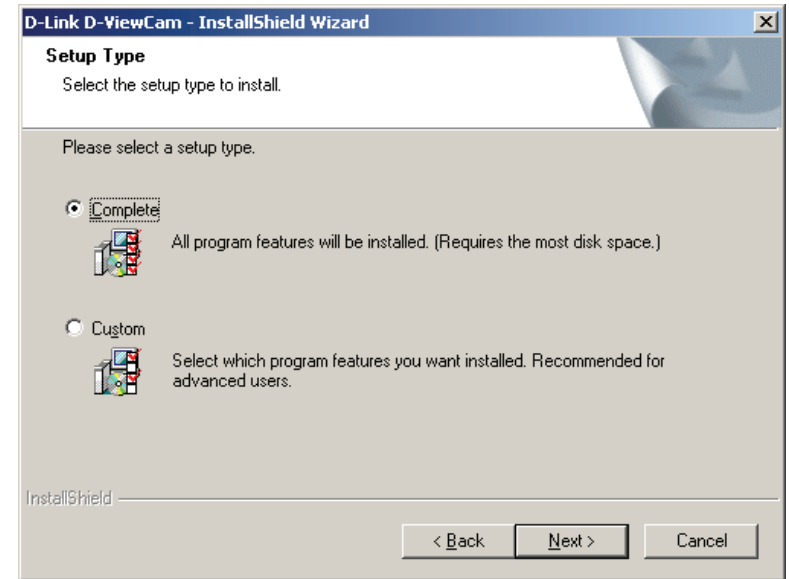 D-Link D-ViewCam - InstallShield Wizard
Setup Type
Select the setup type to install.
Please select a setup type.
Complete
All program features will be installed. (Requires the most disk space.)
Custom
Select which program features you want installed. Recommended for
advanced users.
InstallShield
< Back Next > Cancel